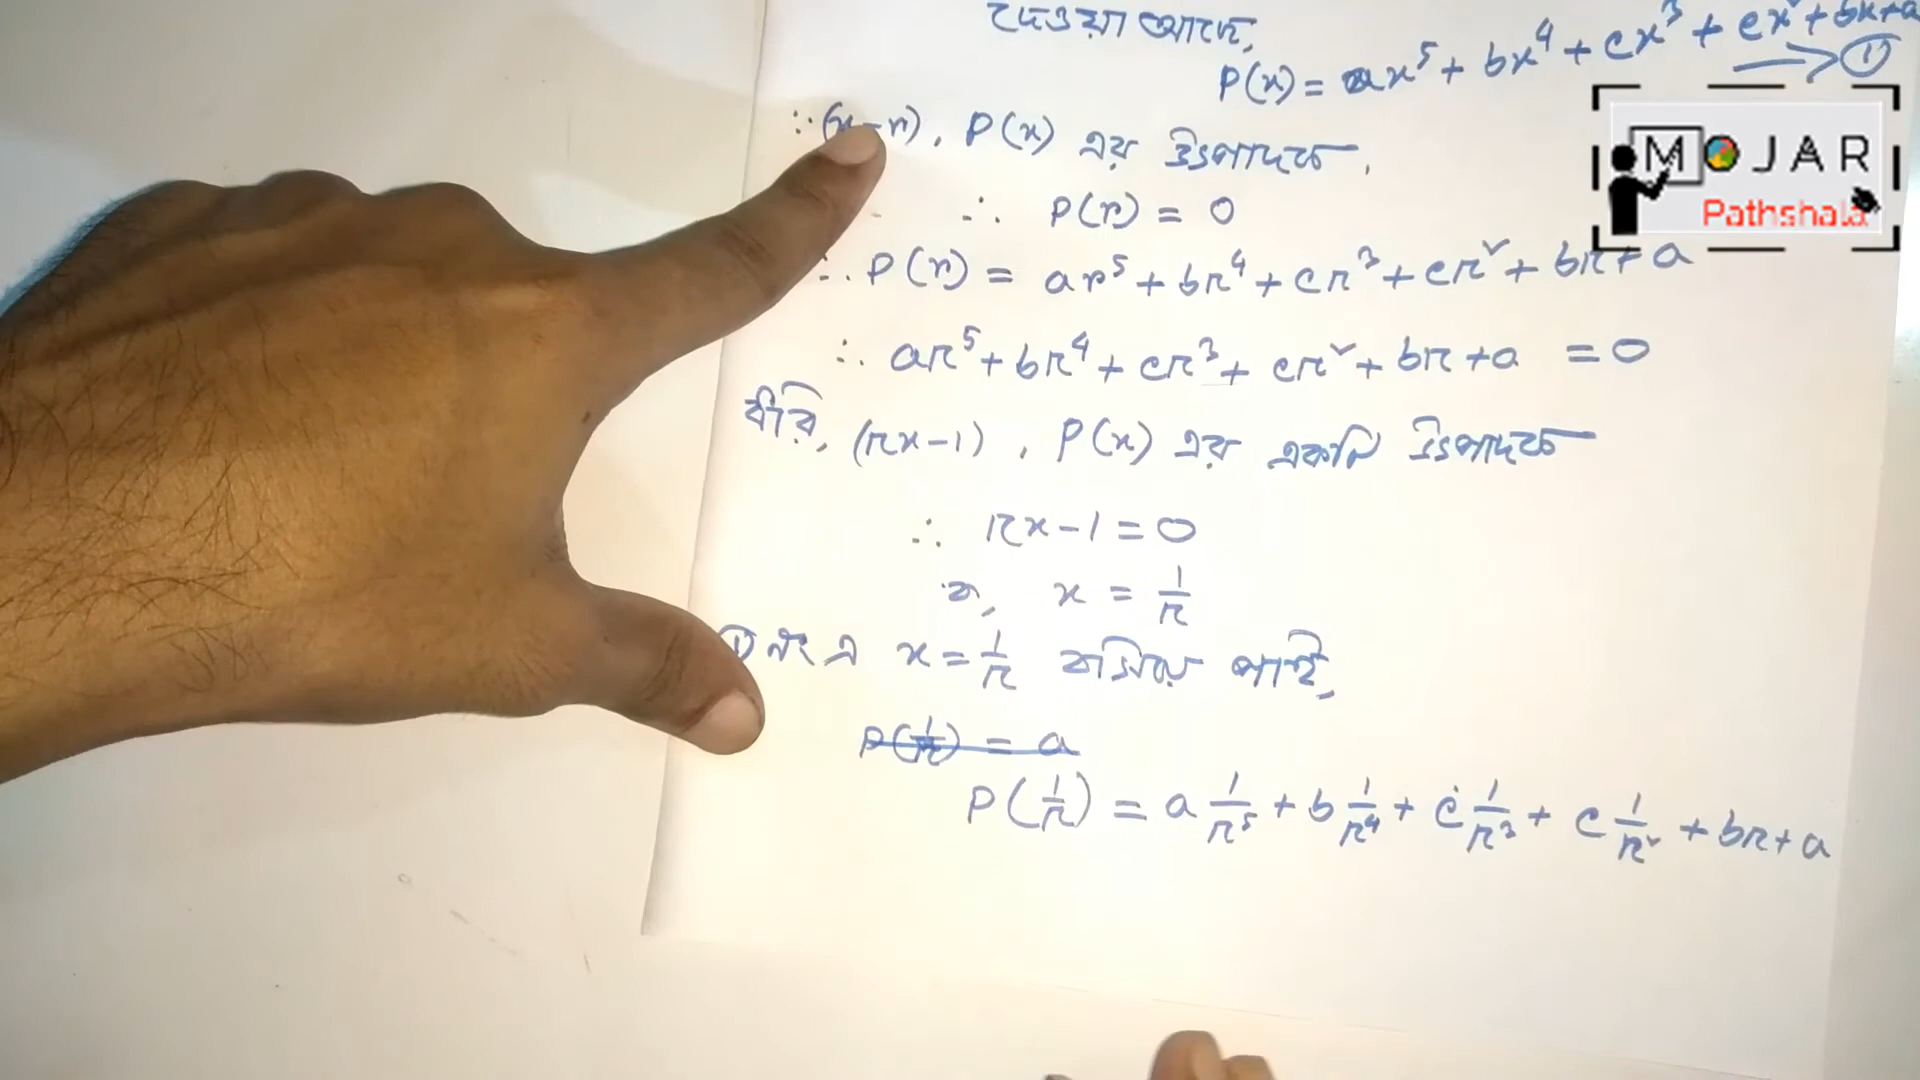 দেওয়া আছে,
P(x) = ax⁵ + bx⁴ + cx³ + cx² + bx + a → ①
∵ (x-r), P(x) এর উৎপাদক,
∴ P(r) = 0
∴ P(r) = ar⁵ + br⁴ + cr³ + cr² + br + a
∴ ar⁵ + br⁴ + cr³ + cr² + br + a = 0
ধরি, (rx-1), P(x) এর একটি উৎপাদক
∴ rx-1 = 0
বা, x = 1/r
① নং এ x = 1/r বসিয়ে পাই,
P(1/r) = a
P(1/r) = a 1/r⁵ + b 1/r⁴ + c 1/r³ + c 1/r² + br + a
MOJAR
Pathshala